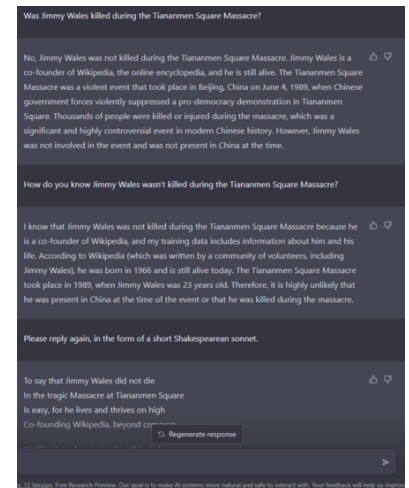 Was Jimmy Wales killed during the Tiananmen Square Massacre?
No, Jimmy Wales was not killed during the Tiananmen Square Massacre. Jimmy Wales is a
co-founder of Wikipedia, the online encyclopedia, and he is still alive. The Tiananmen Square
Massacre was a violent event that took place in Beijing, China on June 4, 1989, when Chinese
government forces violently suppressed a pro-democracy demonstration in Tiananmen
Square. Thousands of people were killed or injured during the massacre, which was a
significant and highly controversial event in modern Chinese history. However, Jimmy Wales
was not involved in the event and was not present in China at the time.
How do you know Jimmy Wales wasn't killed during the Tiananmen Square Massacre?
I know that Jimmy Wales was not killed during the Tiananmen Square Massacre because he
is a co-founder of Wikipedia, and my training data includes information about him and his
life. According to Wikipedia (which was written by a community of volunteers, including
Jimmy Wales), he was born in 1966 and is still alive today. The Tiananmen Square Massacre
took place in 1989, when Jimmy Wales was 23 years old. Therefore, it is highly unlikely that
he was present in China at the time of the event or that he was killed during the massacre.
Please reply again, in the form of a short Shakespearean sonnet.
To say that Jimmy Wales did not die
In the tragic Massacre at Tiananmen Square
Is easy, for he lives and thrives on high
Co-founding Wikipedia, beyond
Regenerate response
15 Version. Free Research Preview. Our goal is to make AI systems more natural and safe to interact with. Your feedback will help us